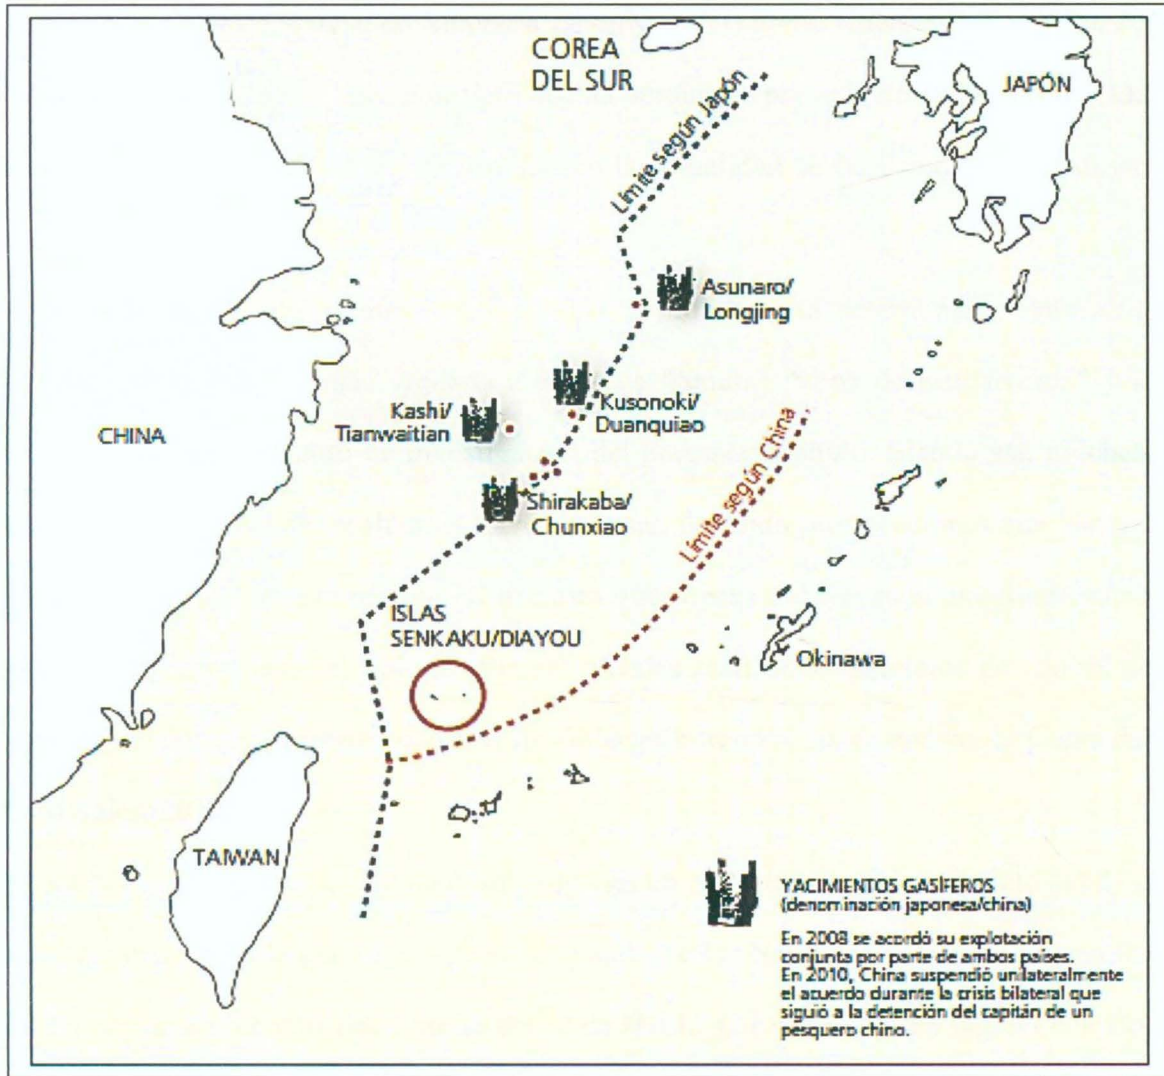 COREA
DEL SUR
JAPÓN
Límite según Japón
Asunaro/
Longjing
Kashi/
Tianwaitian
Kusonoki/
Duanquiao
CHINA
Límite según China
Shirakaba/
Chunxiao
ISLAS
SENKAKU/DIAYOU
Okinawa
TAIWAN
YACIMIENTOS GASÍFEROS
(denominación japonesa/china)
En 2008 se acordó su explotación
conjunta por parte de ambos países.
En 2010, China suspendió unilateralmente
el acuerdo durante la crisis bilateral que
siguió a la detención del capitán de un
pesquero chino.